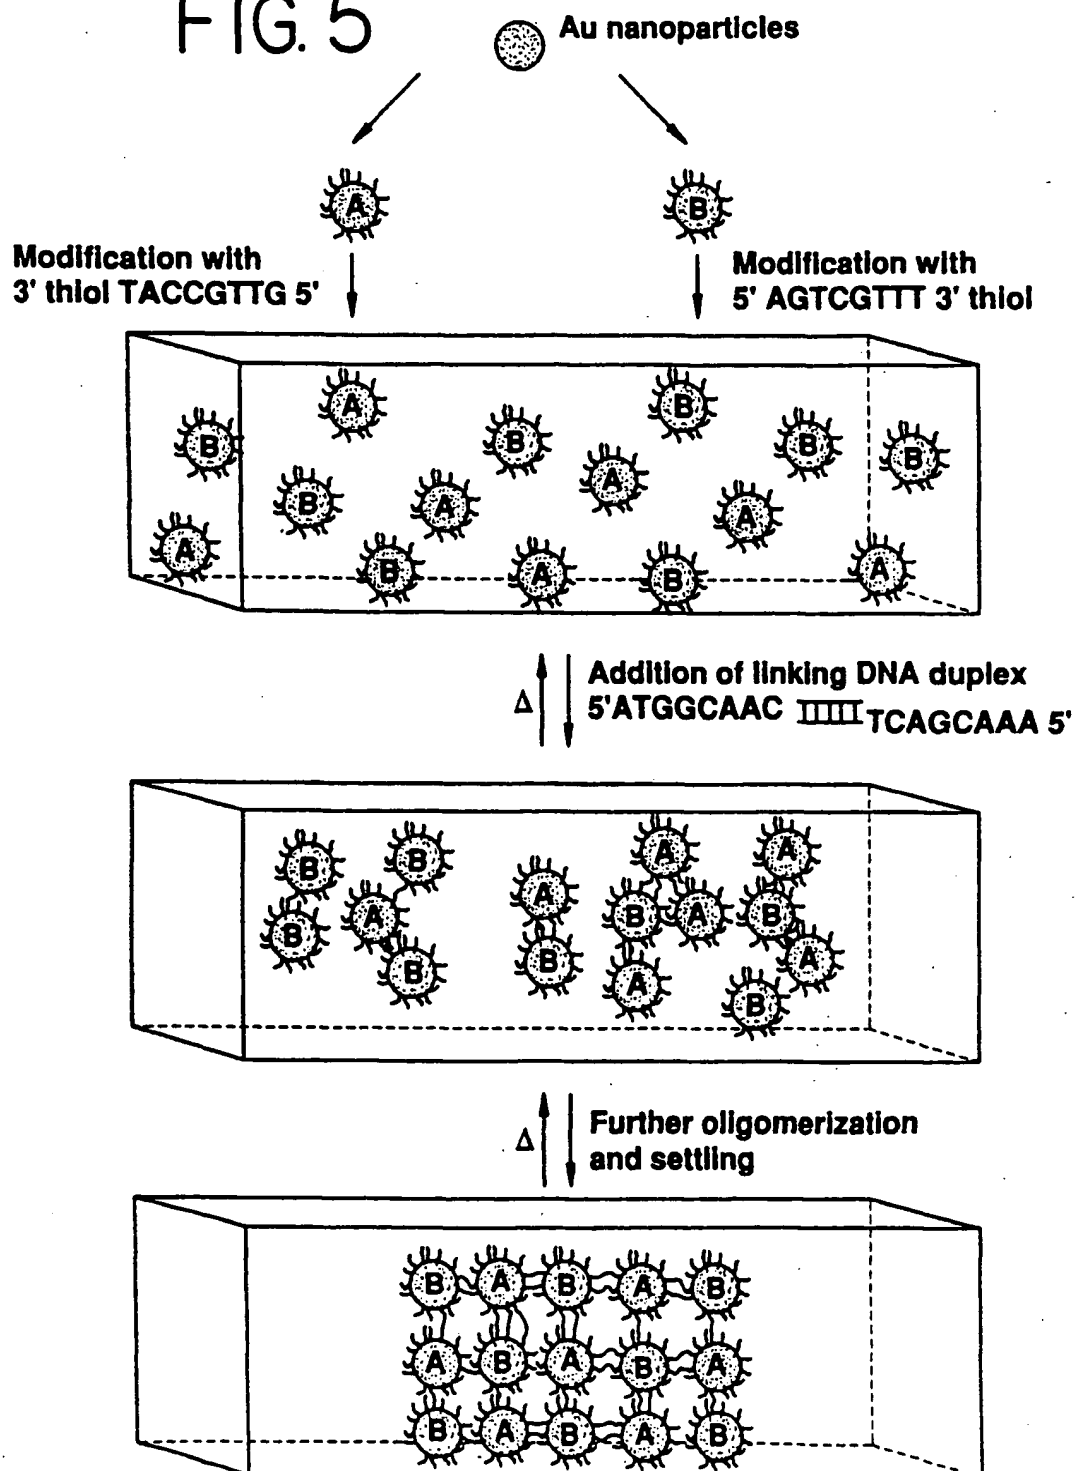 FIG. 5
Au nanoparticles
A
B
Modification with
3' thiol TACCGTTG 5'
Modification with
5' AGTCGTTT 3' thiol
A
B
B
B
B
B
A
B
A
A
A
B
A
B
A
Δ
Addition of linking DNA duplex
5'ATGGCAAC
TCAGCAAA 5'
B
B
A
A
A
B
A
B
A
B
B
B
A
A
B
Δ
Further oligomerization
and settling
B A B A B
A B A B A
B A B A B